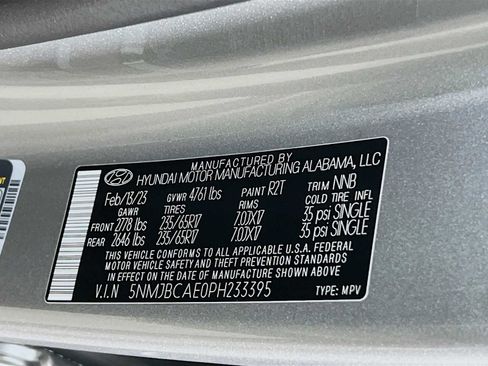 MANUFACTURED BY
HYUNDAI MOTOR MANUFACTURING ALABAMA, LLC
Feb/13/23 GVWR 4761 lbs PAINT R2T TRIM NNB
GAWR TIRES RIMS COLD TIRE INFL
FRONT 2778 lbs 235/65R17 7.0JX17 35 psi SINGLE
REAR 2646 lbs 235/65R17 7.0JX17 35 psi SINGLE
THIS VEHICLE CONFORMS TO ALL APPLICABLE U.S.A. FEDERAL
MOTOR VEHICLE SAFETY AND THEFT PREVENTION STANDARDS IN
EFFECT ON THE DATE OF MANUFACTURE SHOWN ABOVE.
V.I.N 5NMJBCAE0PH233395 TYPE: MPV